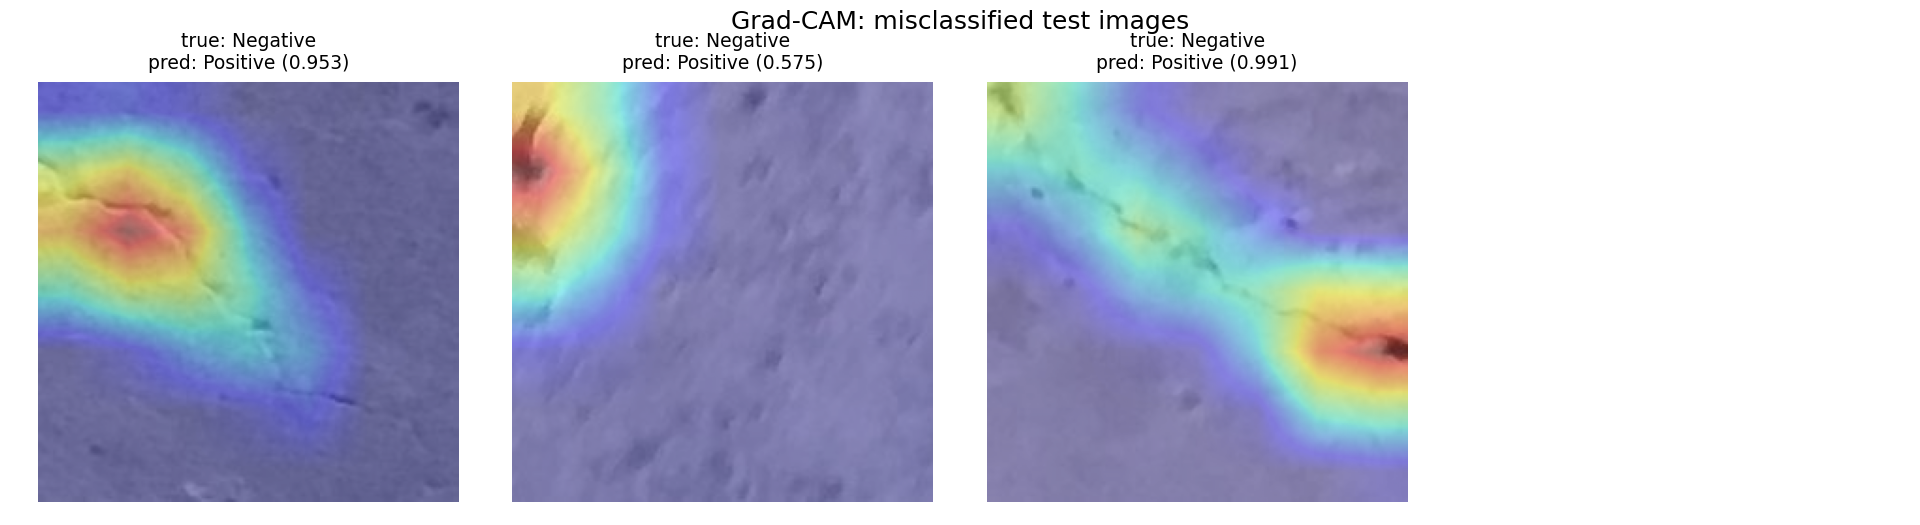 Grad-CAM: misclassified test images
true: Negative
pred: Positive (0.953)
true: Negative
pred: Positive (0.575)
true: Negative
pred: Positive (0.991)